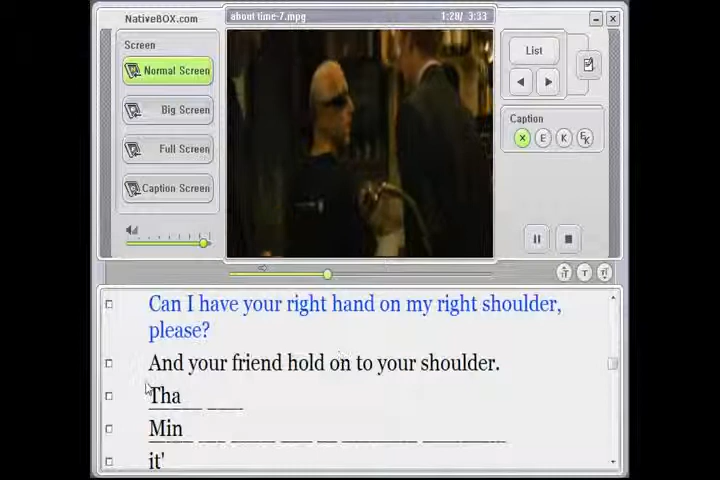 NativeBOX.com
about time-7.mpg
1:28/ 3:33
Screen
Normal Screen
Big Screen
Full Screen
Caption Screen
List
Caption
X E K EK
T T T
Can I have your right hand on my right shoulder,
please?
And your friend hold on to your shoulder.
Tha
Min
it'